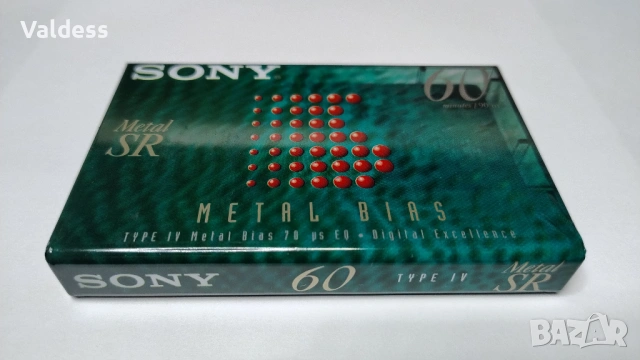 Valdess
SONY
60
Metal
SR
METAL BIAS
TYPE IV Metal Bias 70 µs EQ • Digital Excellence
SONY 60 TYPE IV Metal SR
BAZAR